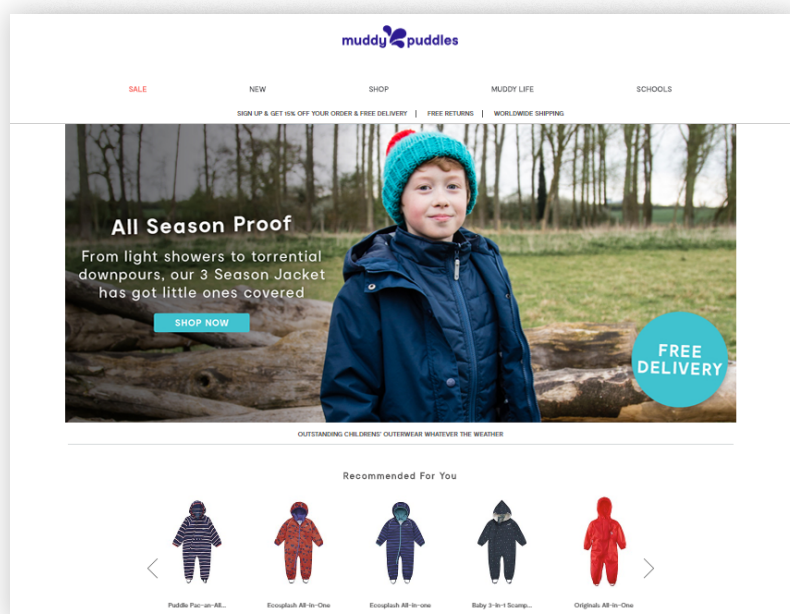 muddy puddles
SALE NEW SHOP MUDDY LIFE SCHOOLS
SIGN UP & GET 15% OFF YOUR ORDER & FREE DELIVERY | FREE RETURNS | WORLDWIDE SHIPPING
All Season Proof
From light showers to torrential
downpours, our 3 Season Jacket
has got little ones covered
SHOP NOW
FREE
DELIVERY
OUTSTANDING CHILDRENS' OUTERWEAR WHATEVER THE WEATHER
Recommended For You
Puddle Pac-an-All... Ecosplash All-in-One Ecosplash All-in-one Baby 3-in-1 Scamp... Originals All-in-One